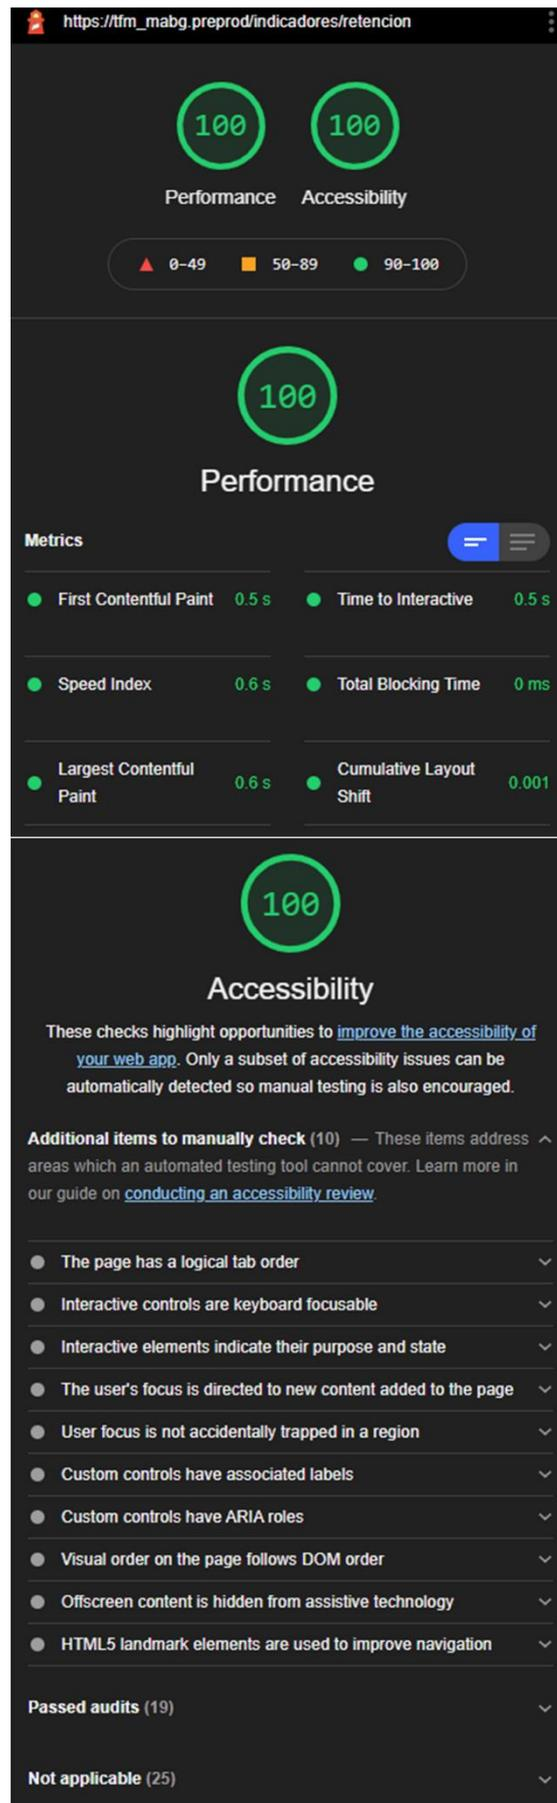 https://tfm_mabg.preprod/indicadores/retencion
100 100
Performance Accessibility
0–49 50–89 90–100
100
Performance
Metrics
First Contentful Paint 0.5 s Time to Interactive 0.5 s
Speed Index 0.6 s Total Blocking Time 0 ms
Largest Contentful Paint 0.6 s Cumulative Layout Shift 0.001
100
Accessibility
These checks highlight opportunities to improve the accessibility of
your web app. Only a subset of accessibility issues can be
automatically detected so manual testing is also encouraged.
Additional items to manually check (10) — These items address
areas which an automated testing tool cannot cover. Learn more in
our guide on conducting an accessibility review.
The page has a logical tab order
Interactive controls are keyboard focusable
Interactive elements indicate their purpose and state
The user's focus is directed to new content added to the page
User focus is not accidentally trapped in a region
Custom controls have associated labels
Custom controls have ARIA roles
Visual order on the page follows DOM order
Offscreen content is hidden from assistive technology
HTML5 landmark elements are used to improve navigation
Passed audits (19)
Not applicable (25)